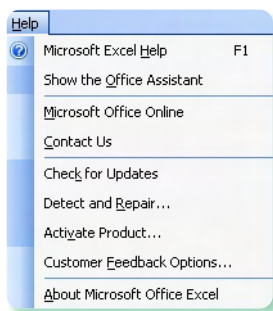 Help
Microsoft Excel Help F1
Show the Office Assistant
Microsoft Office Online
Contact Us
Check for Updates
Detect and Repair...
Activate Product...
Customer Feedback Options...
About Microsoft Office Excel